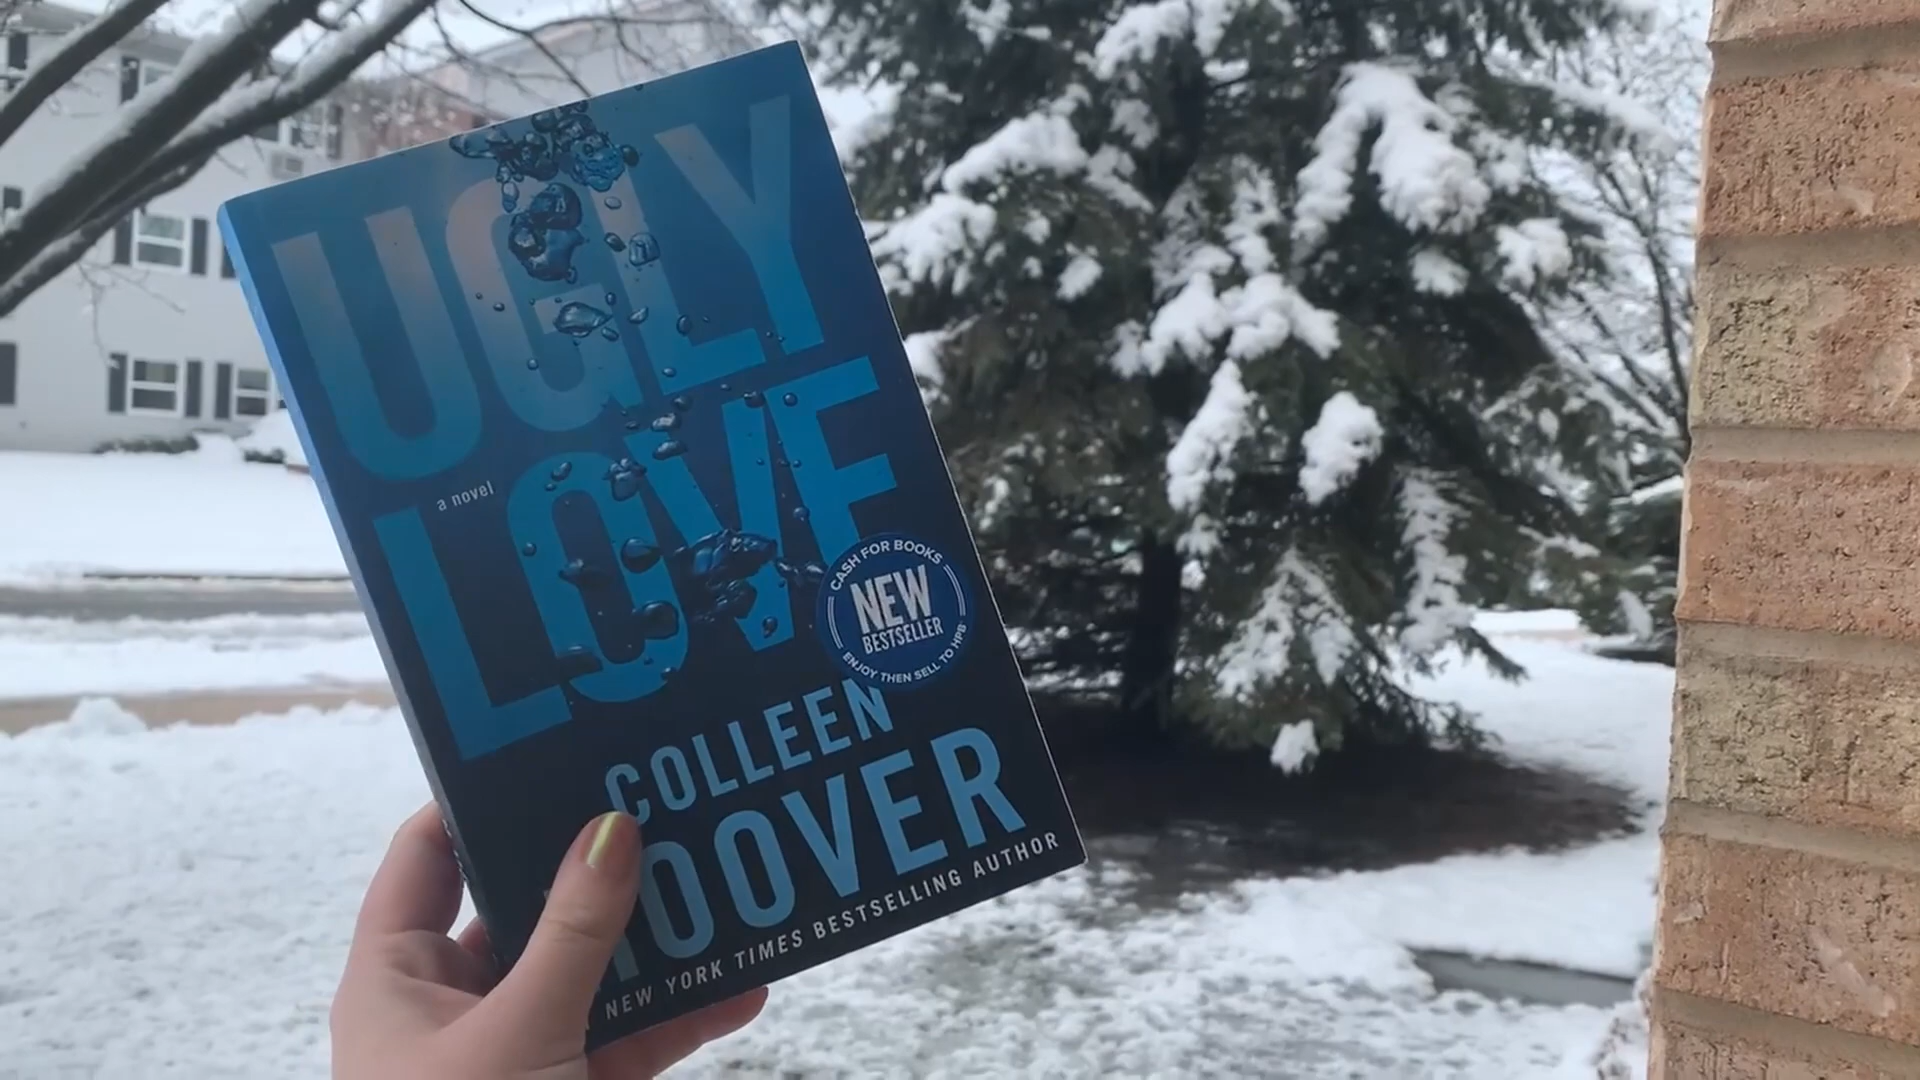 UGLY
a novel
LOVE
CASH FOR BOOKS
NEW
BESTSELLER
ENJOY THEN SELL TO HPB
COLLEEN
HOOVER
NEW YORK TIMES BESTSELLING AUTHOR